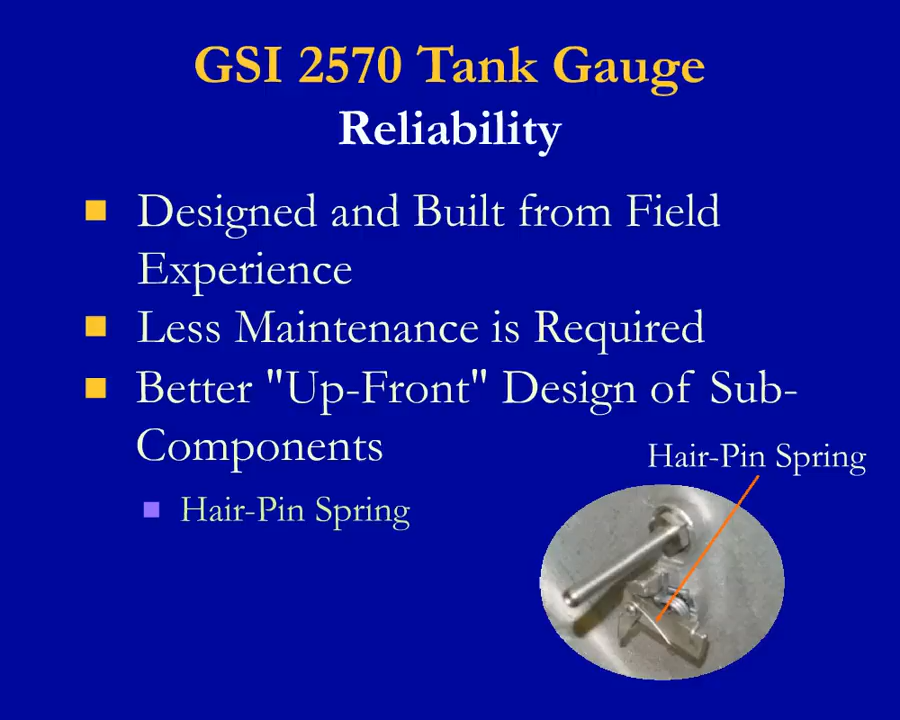 GSI 2570 Tank Gauge
Reliability
Designed and Built from Field
Experience
Less Maintenance is Required
Better "Up-Front" Design of Sub-
Components
Hair-Pin Spring
Hair-Pin Spring